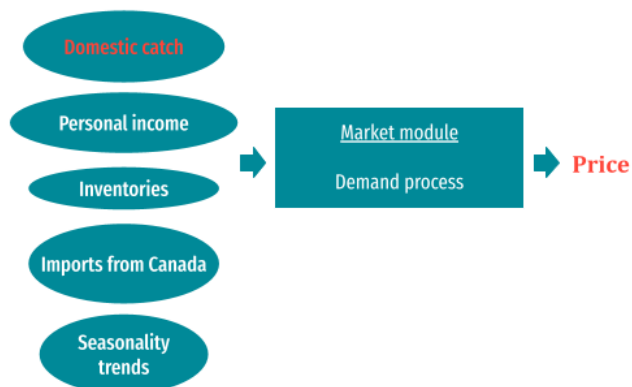 Domestic catch
Personal income
Inventories
Imports from Canada
Seasonality
trends
Market module
Demand process
Price